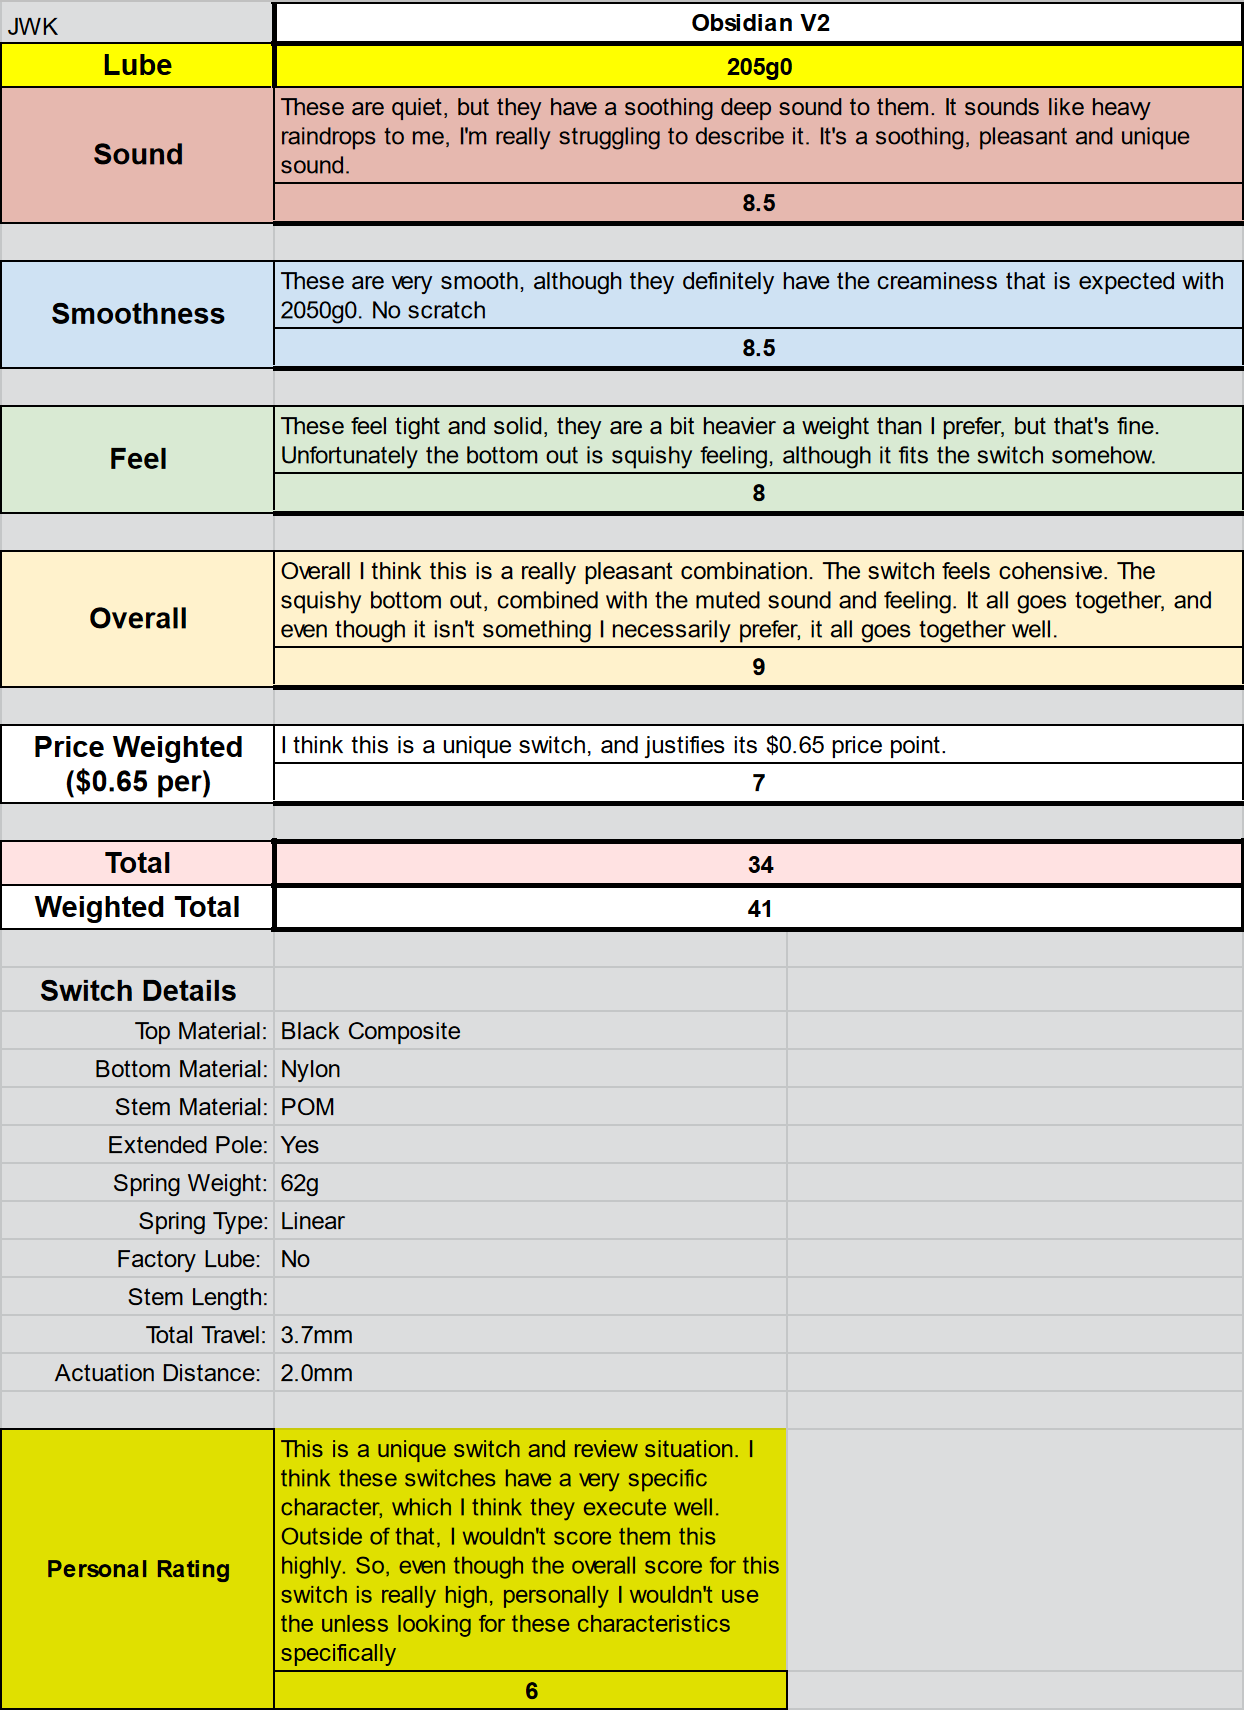 JWK
Obsidian V2
Lube
205g0
Sound
These are quiet, but they have a soothing deep sound to them. It sounds like heavy
raindrops to me, I'm really struggling to describe it. It's a soothing, pleasant and unique
sound.
8.5
Smoothness
These are very smooth, although they definitely have the creaminess that is expected with
2050g0. No scratch
8.5
Feel
These feel tight and solid, they are a bit heavier a weight than I prefer, but that's fine.
Unfortunately the bottom out is squishy feeling, although it fits the switch somehow.
8
Overall
Overall I think this is a really pleasant combination. The switch feels cohensive. The
squishy bottom out, combined with the muted sound and feeling. It all goes together, and
even though it isn't something I necessarily prefer, it all goes together well.
9
Price Weighted
($0.65 per)
I think this is a unique switch, and justifies its $0.65 price point.
7
Total
34
Weighted Total
41
Switch Details
Top Material: Black Composite
Bottom Material: Nylon
Stem Material: POM
Extended Pole: Yes
Spring Weight: 62g
Spring Type: Linear
Factory Lube: No
Stem Length:
Total Travel: 3.7mm
Actuation Distance: 2.0mm
Personal Rating
This is a unique switch and review situation. I
think these switches have a very specific
character, which I think they execute well.
Outside of that, I wouldn't score them this
highly. So, even though the overall score for this
switch is really high, personally I wouldn't use
the unless looking for these characteristics
specifically
6